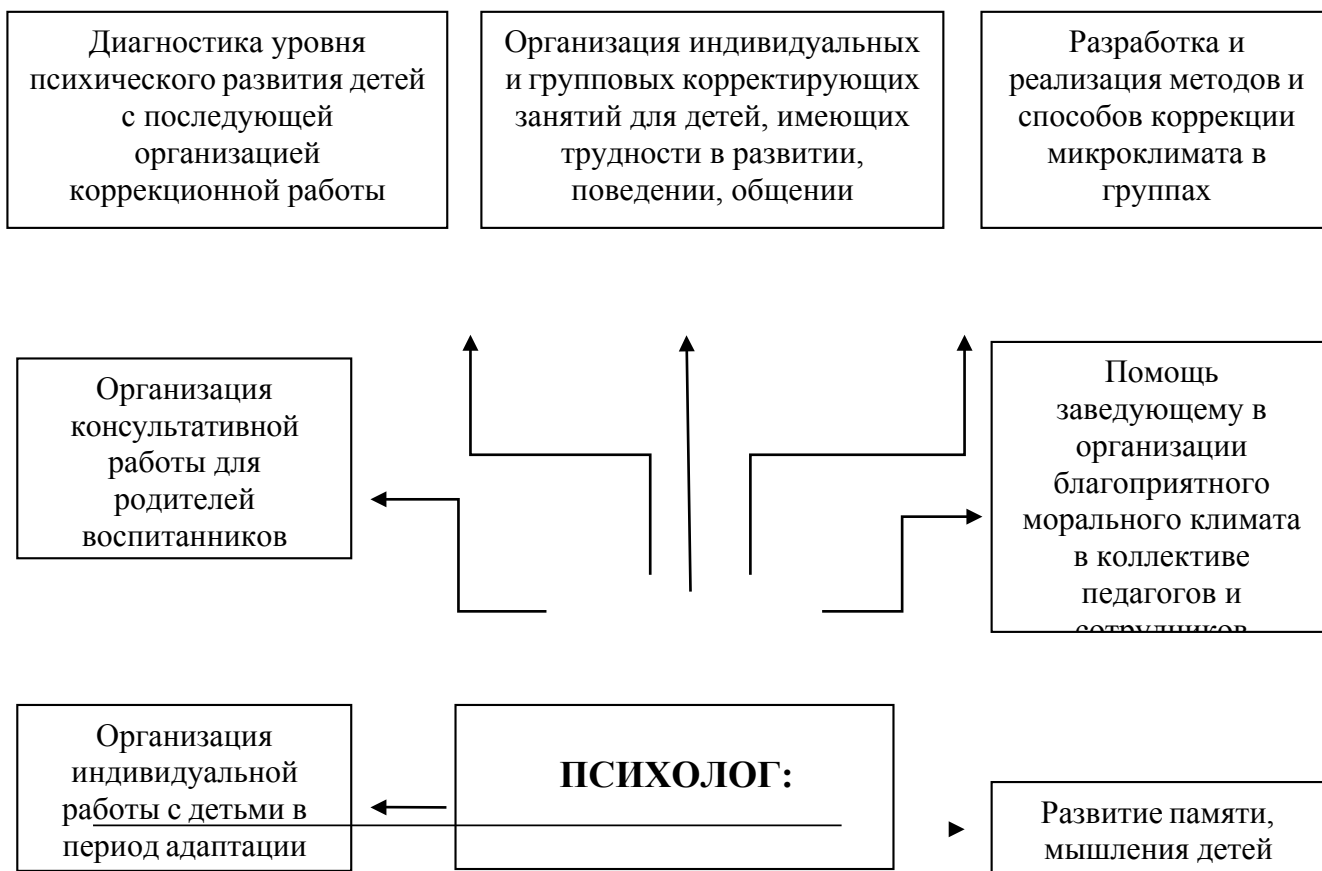 Диагностика уровня
психического развития детей
с последующей
организацией
коррекционной работы
Организация индивидуальных
и групповых корректирующих
занятий для детей, имеющих
трудности в развитии,
поведении, общении
Разработка и
реализация методов и
способов коррекции
микроклимата в
группах
Организация
консультативной
работы для
родителей
воспитанников
Помощь
заведующему в
организации
благоприятного
морального климата
в коллективе
педагогов и
сотрудников
Организация
индивидуальной
работы с детьми в
период адаптации
ПСИХОЛОГ:
Развитие памяти,
мышления детей